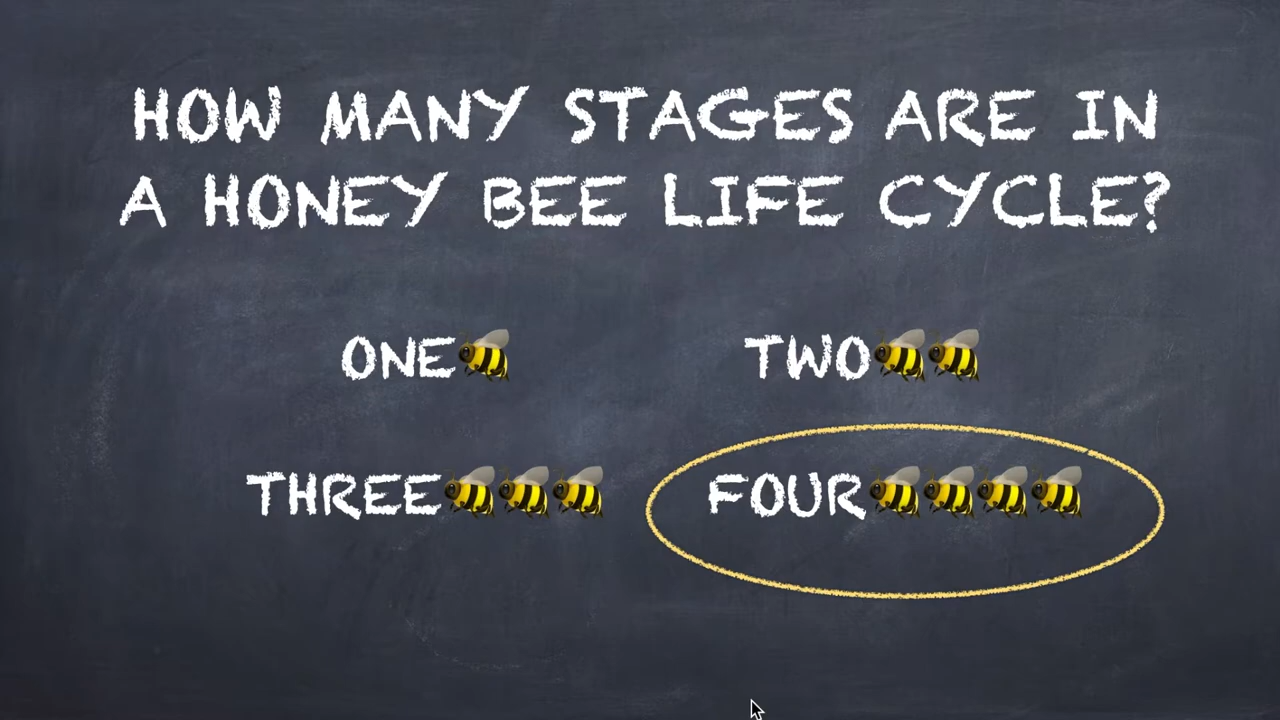 HOW MANY STAGES ARE IN
A HONEY BEE LIFE CYCLE?
ONE🐝 TWO🐝🐝
THREE🐝🐝🐝 FOUR🐝🐝🐝🐝